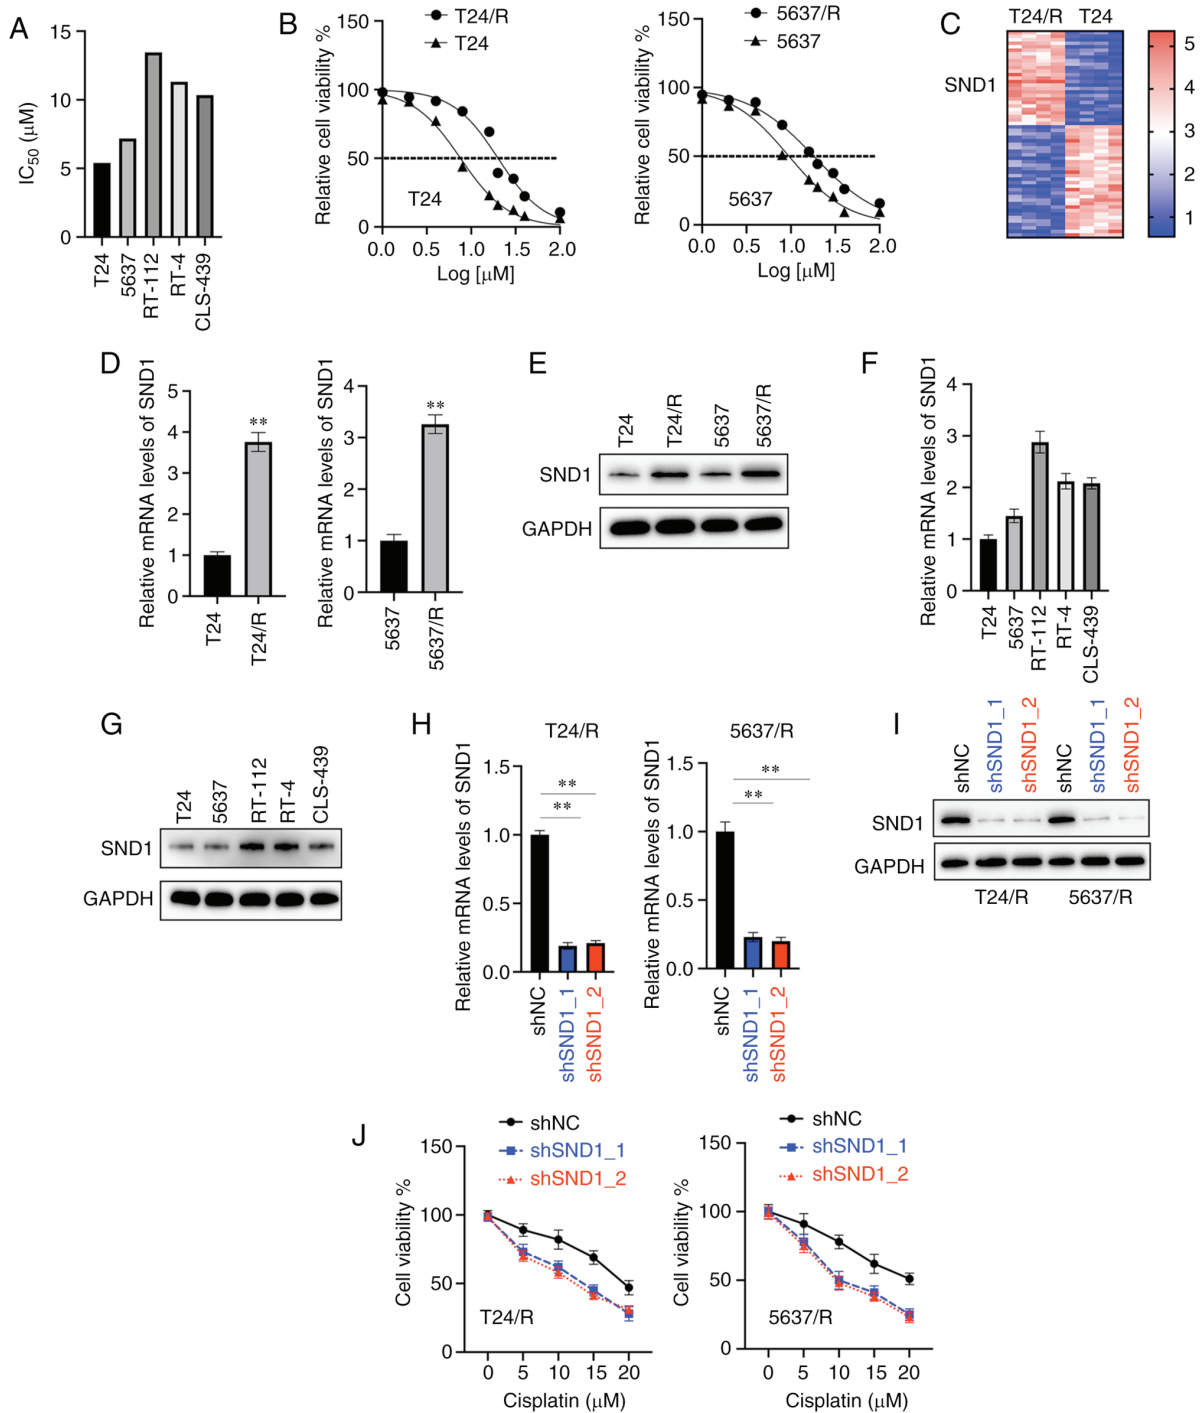 A
IC50 (μM)
15
10
5
0
T24
5637
RT-112
RT-4
CLS-439
B
T24/R
T24
Relative cell viability %
150
100
50
0
T24
0.0 0.5 1.0 1.5 2.0
Log [μM]
5637/R
5637
Relative cell viability %
150
100
50
0
5637
0.0 0.5 1.0 1.5 2.0
Log [μM]
C
T24/R T24
SND1
5
4
3
2
1
D
Relative mRNA levels of SND1
5
4
3
2
1
0
**
T24
T24/R
Relative mRNA levels of SND1
4
3
2
1
0
**
5637
5637/R
E
T24
T24/R
5637
5637/R
SND1
GAPDH
F
Relative mRNA levels of SND1
4
3
2
1
0
T24
5637
RT-112
RT-4
CLS-439
G
T24
5637
RT-112
RT-4
CLS-439
SND1
GAPDH
H
T24/R
Relative mRNA levels of SND1
1.5
1.0
0.5
0.0
**
**
shNC
shSND1_1
shSND1_2
5637/R
Relative mRNA levels of SND1
1.5
1.0
0.5
0.0
**
**
shNC
shSND1_1
shSND1_2
I
shNC
shSND1_1
shSND1_2
shNC
shSND1_1
shSND1_2
SND1
GAPDH
T24/R 5637/R
J
shNC
shSND1_1
shSND1_2
Cell viability %
150
100
50
0
T24/R
0 5 10 15 20
Cisplatin (μM)
shNC
shSND1_1
shSND1_2
Cell viability %
150
100
50
0
5637/R
0 5 10 15 20
Cisplatin (μM)